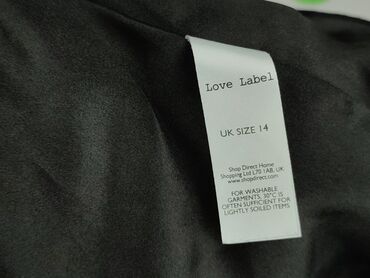 Love Label
UK SIZE 14
Shop Direct Home
Shopping Ltd L70 1AB, UK
www.shopdirect.com
FOR WASHABLE
GARMENTS, 30°C IS
OFTEN SUFFICIENT FOR
LIGHTLY SOILED ITEMS